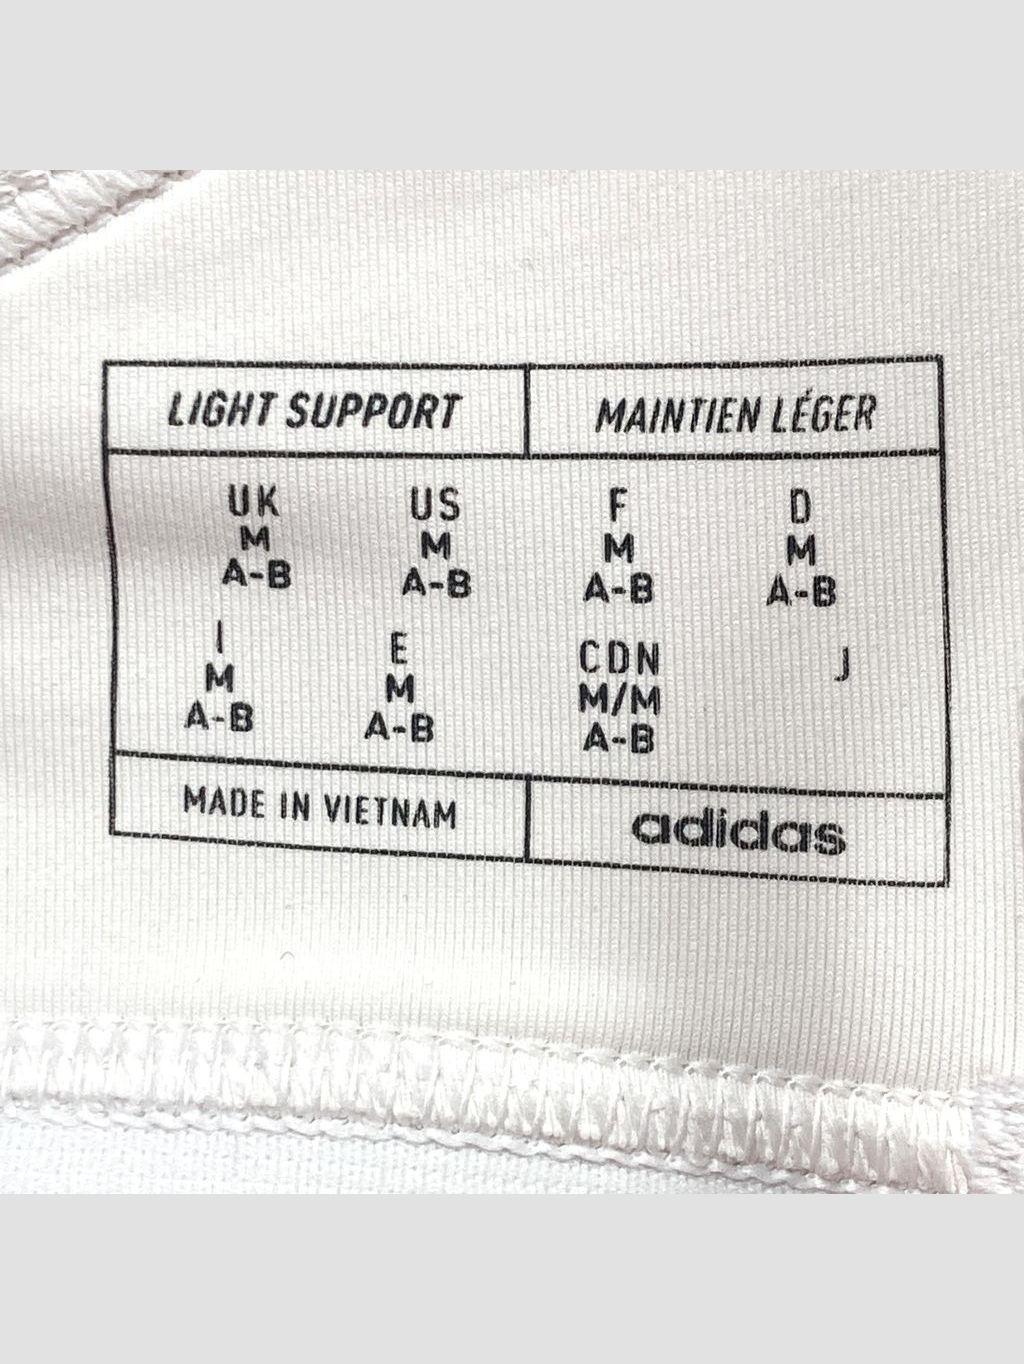 LIGHT SUPPORT MAINTIEN LÉGER
UK US F D
M M M M
A-B A-B A-B A-B
I E CDN J
M M M/M
A-B A-B A-B
MADE IN VIETNAM adidas